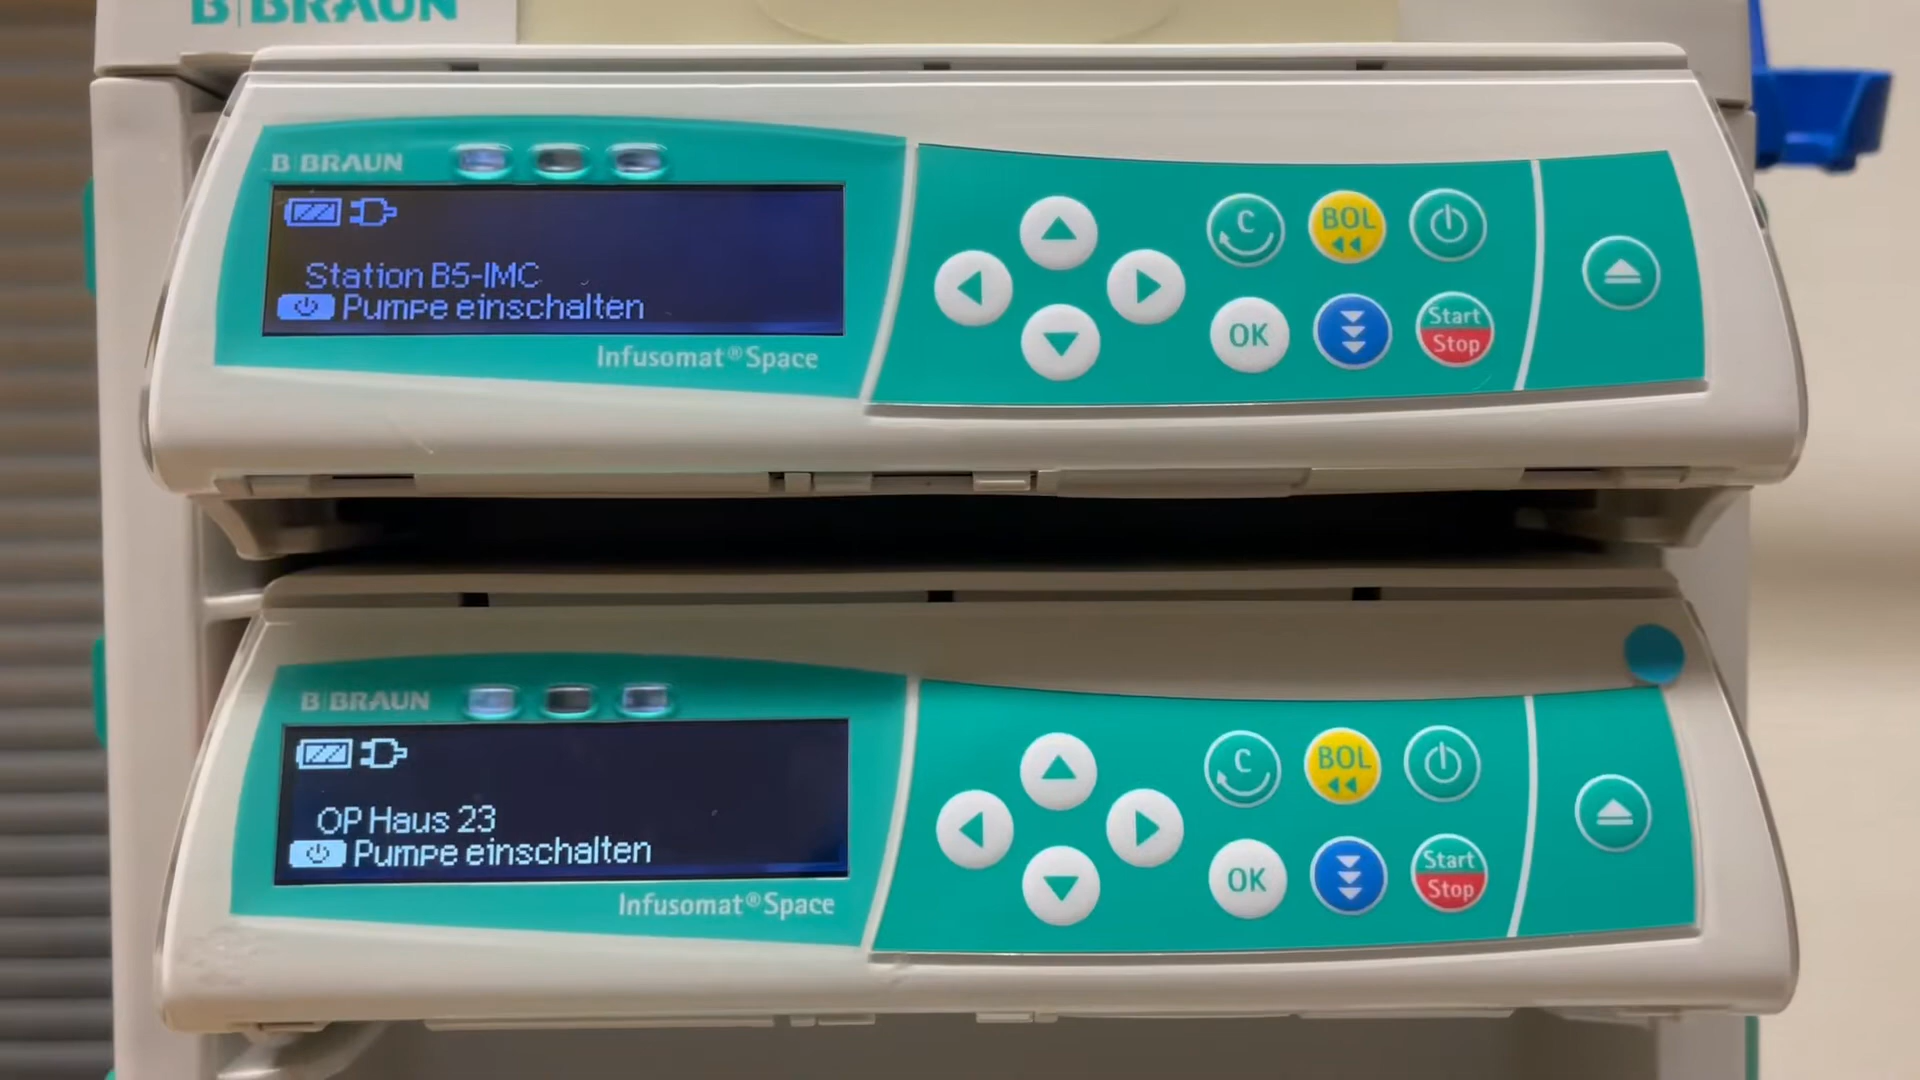 B|BRAUN
B|BRAUN
Station B5-IMC
Pumpe einschalten
Infusomat®Space
C
BOL
OK
Start
Stop
B|BRAUN
OP Haus 23
Pumpe einschalten
Infusomat®Space
C
BOL
OK
Start
Stop